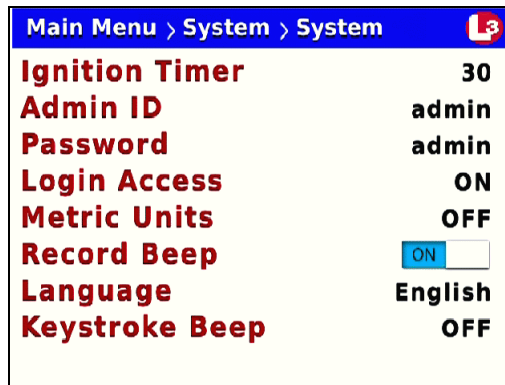 Main Menu > System > System L3
Ignition Timer 30
Admin ID admin
Password admin
Login Access ON
Metric Units OFF
Record Beep ON
Language English
Keystroke Beep OFF